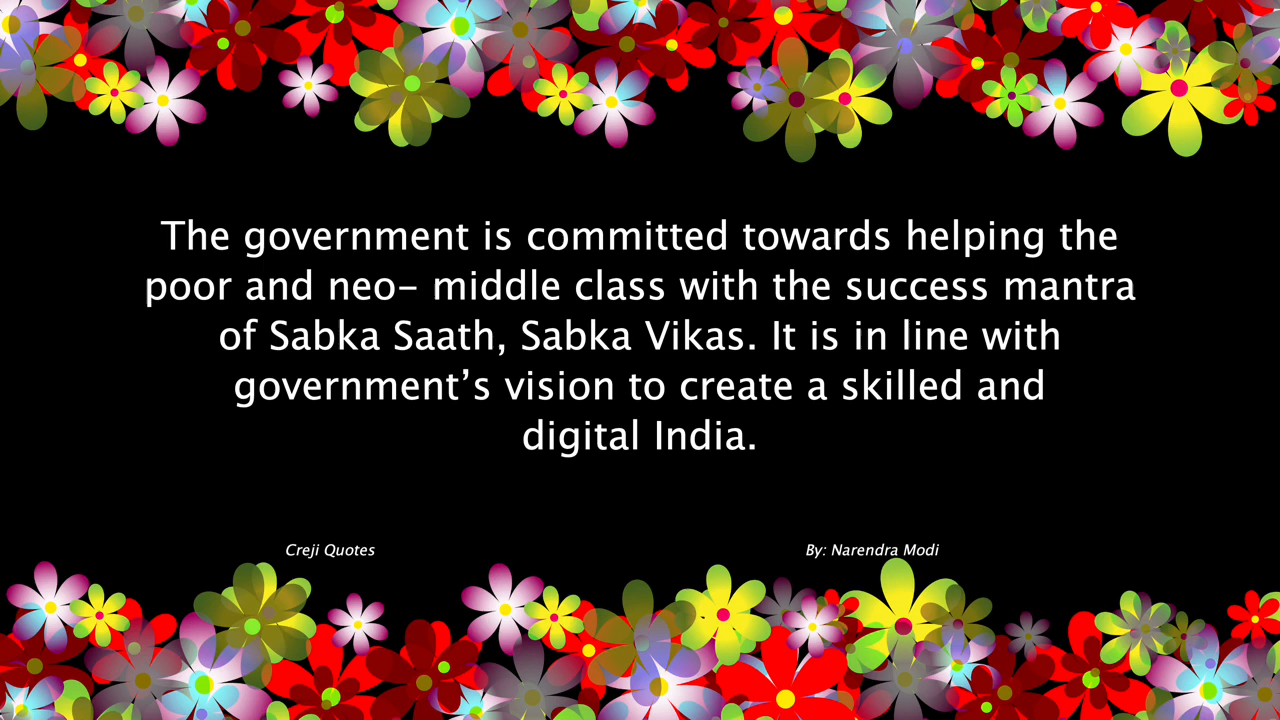 The government is committed towards helping the
poor and neo– middle class with the success mantra
of Sabka Saath, Sabka Vikas. It is in line with
government’s vision to create a skilled and
digital India.
Creji Quotes
By: Narendra Modi